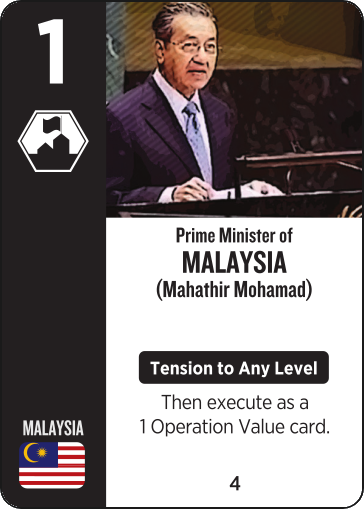 1
Prime Minister of
MALAYSIA
(Mahathir Mohamad)
Tension to Any Level
Then execute as a
1 Operation Value card.
MALAYSIA
4